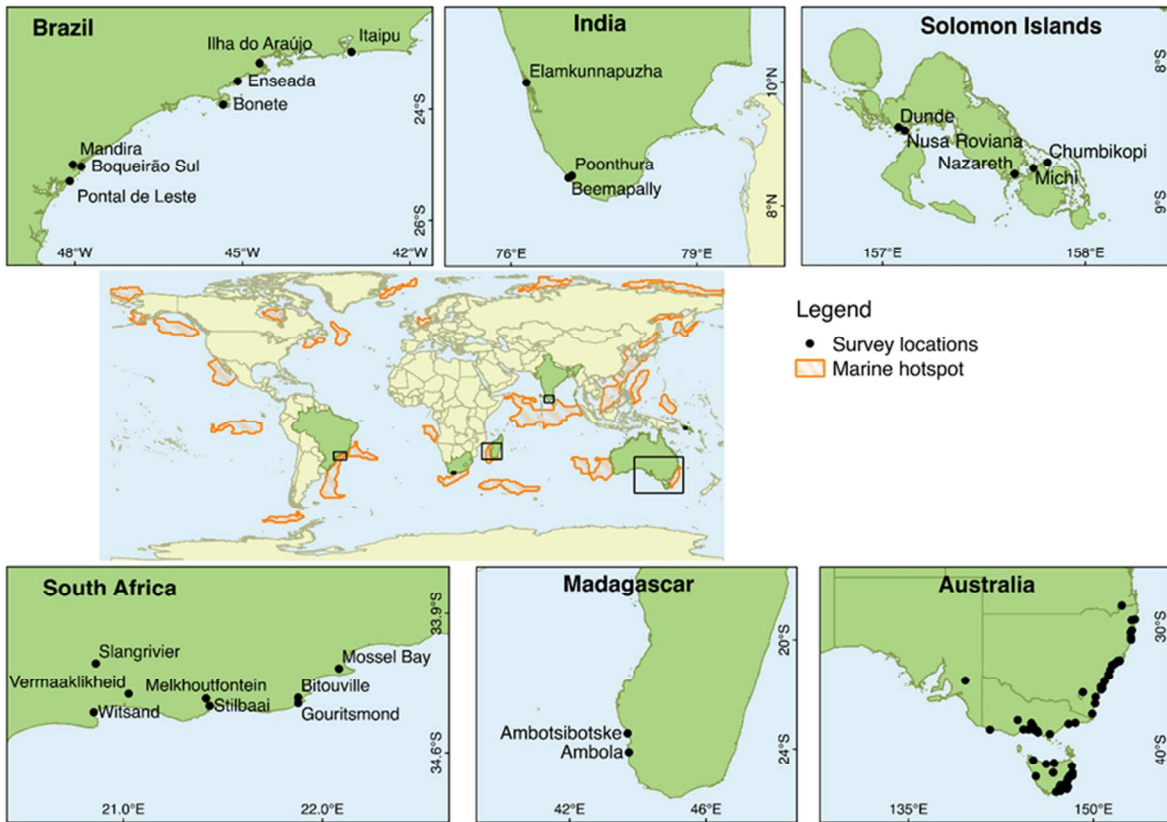 Brazil
Itaipu
Ilha do Araújo
Enseada
Bonete
Mandira
Boqueirão Sul
Pontal de Leste
24°S
26°S
48°W
45°W
42°W
India
Elamkunnapuzha
Poonthura
Beemapally
10°N
8°N
76°E
79°E
Solomon Islands
Dunde
Nusa Roviana
Nazareth
Chumbikopi
Michi
8°S
9°S
157°E
158°E
Legend
Survey locations
Marine hotspot
South Africa
Slangrivier
Mossel Bay
Vermaaklikheid
Melkhoutfontein
Bitouville
Witsand
Stilbaai
Gouritsmond
33.9°S
34.6°S
21.0°E
22.0°E
Madagascar
Ambotsibotske
Ambola
20°S
24°S
42°E
46°E
Australia
30°S
40°S
135°E
150°E